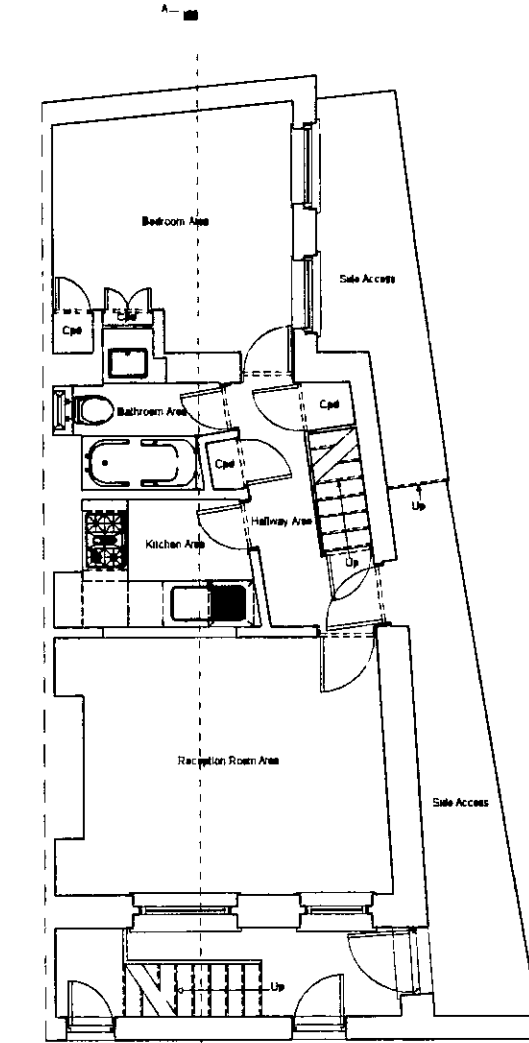 A
Bedroom Area
Side Access
Cpd
Cpd
Cpd
Bathroom Area
Cpd
Hallway Area
Up
Kitchen Area
Up
Reception Room Area
Side Access
Up